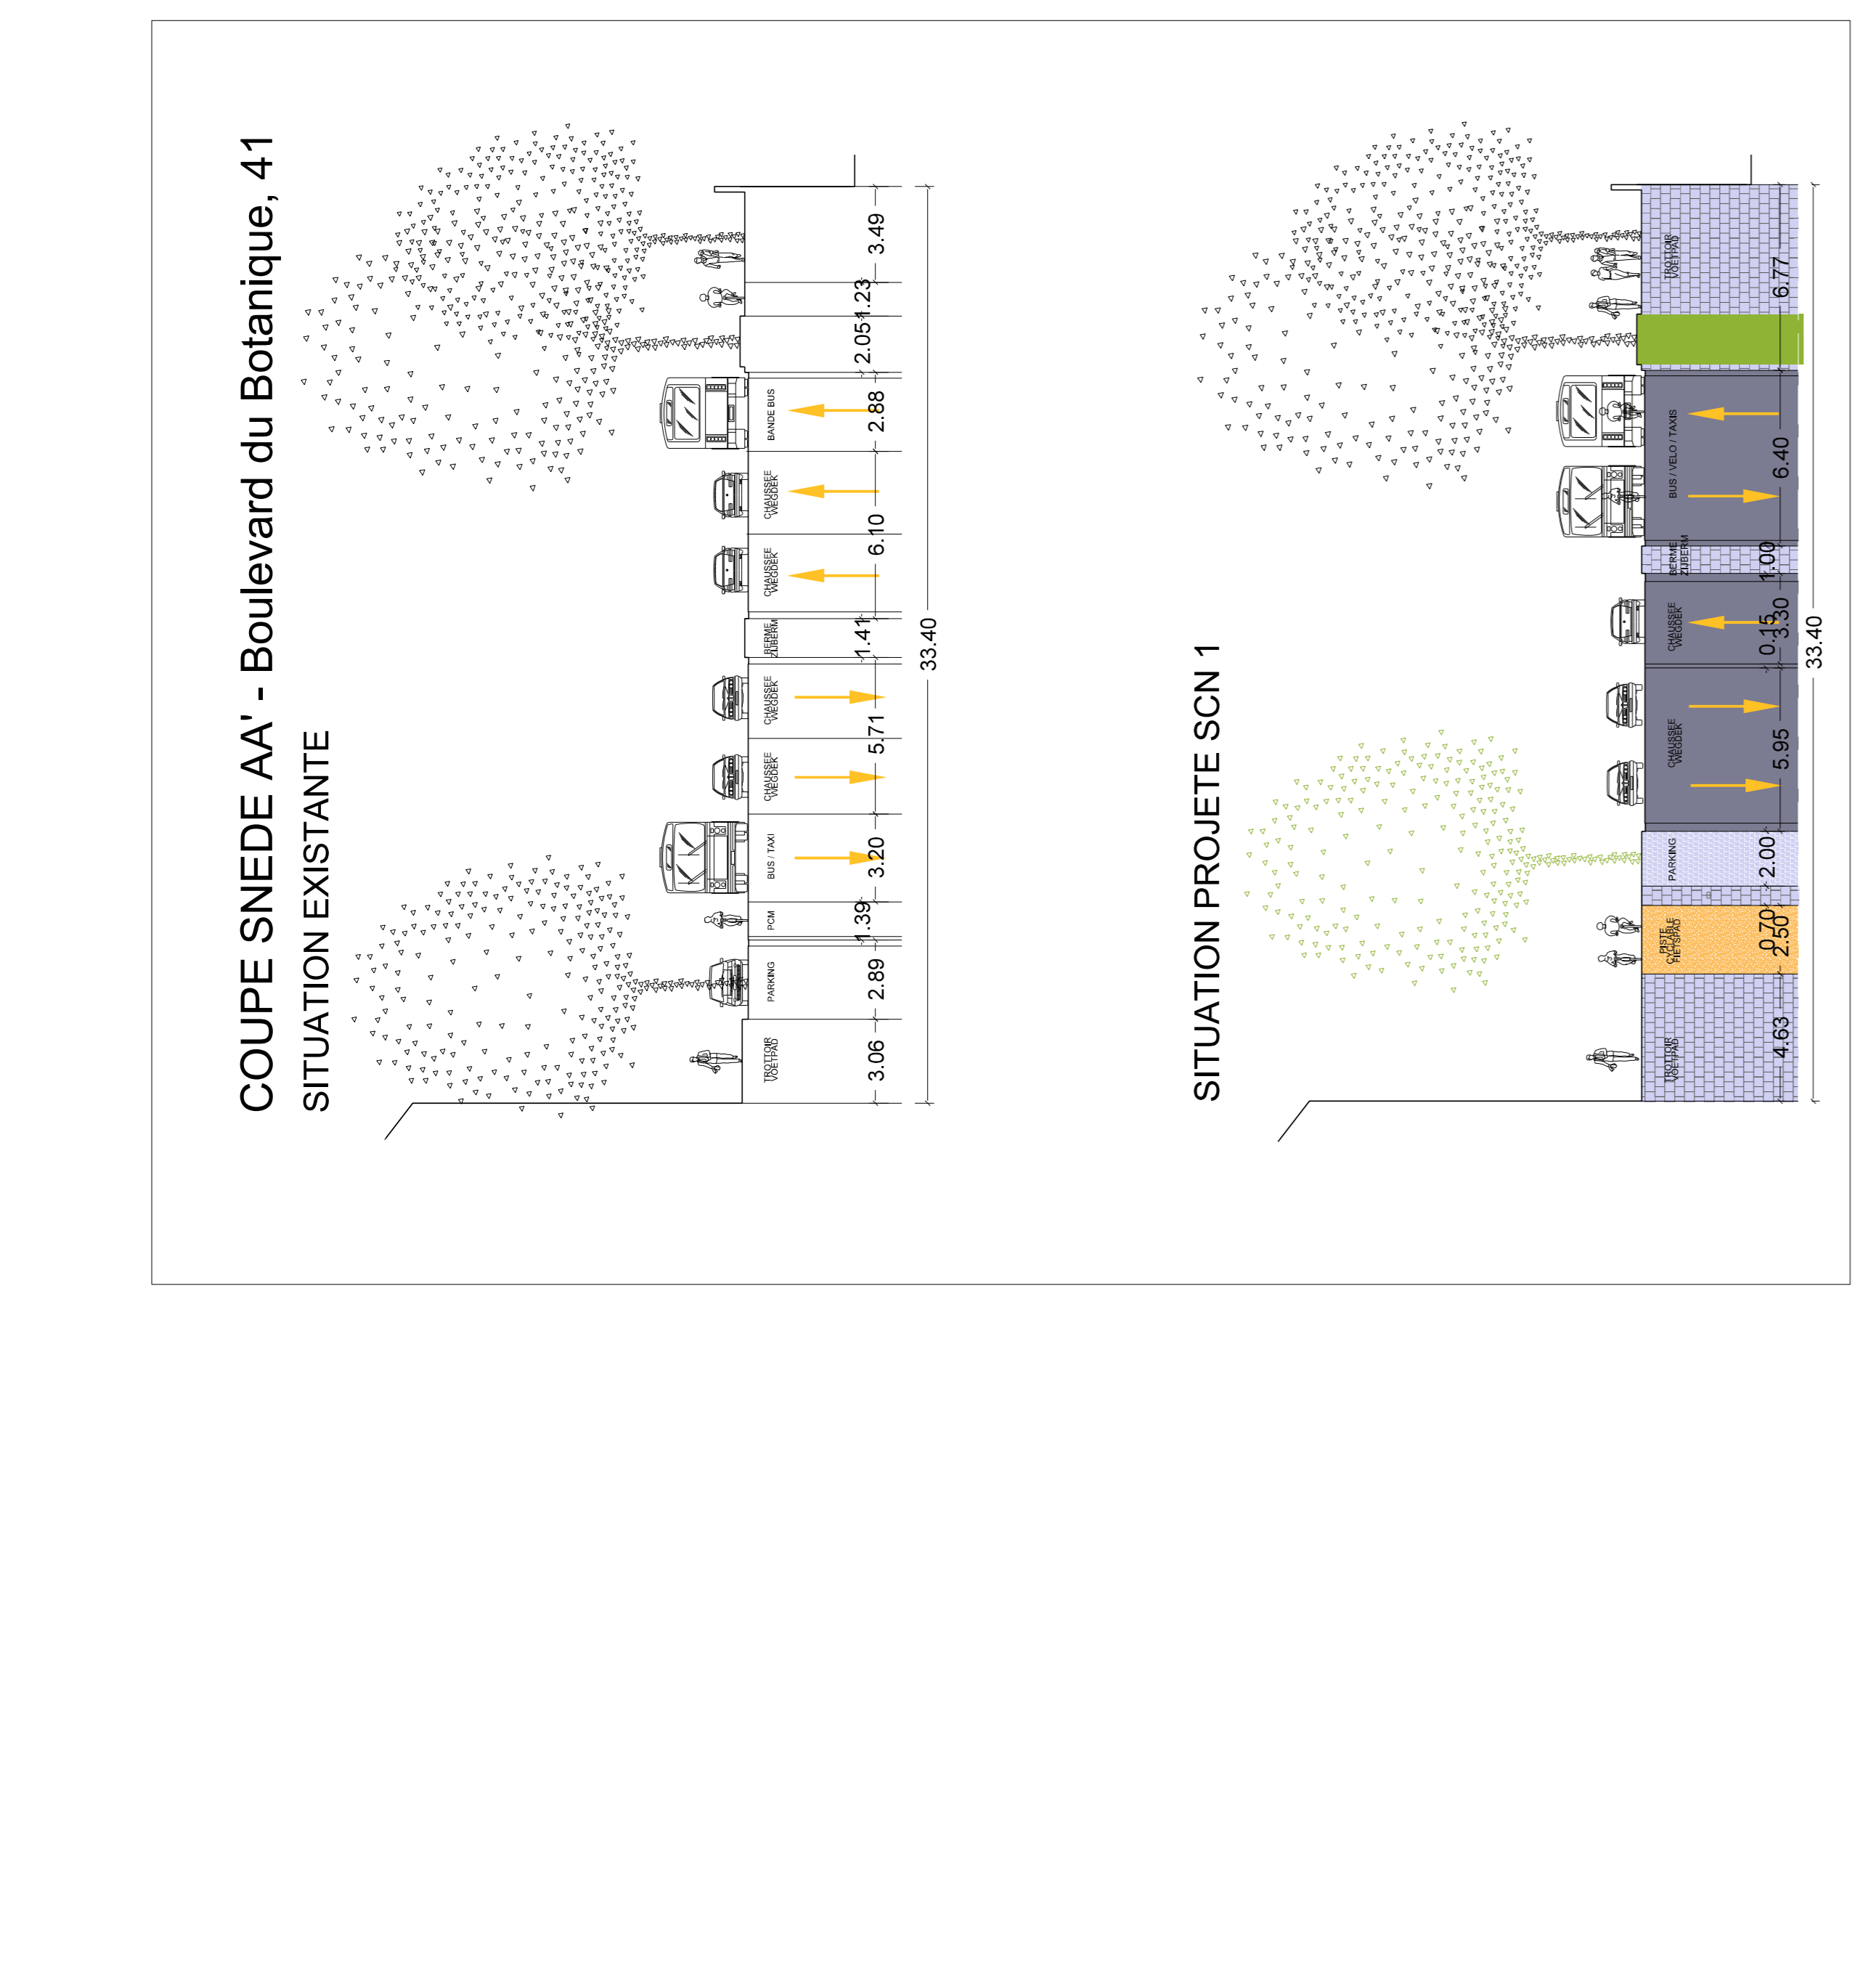 COUPE SNEDE AA' - Boulevard du Botanique, 41
SITUATION EXISTANTE
TROTTOIR
VOETPAD
PARKING
PCM
BUS / TAXI
CHAUSSEE
WEGDEK
CHAUSSEE
WEGDEK
BERME
ZIJBERM
CHAUSSEE
WEGDEK
CHAUSSEE
WEGDEK
BANDE BUS
3.06
2.89
1.39
3.20
5.71
1.41
6.10
2.88
2.05
1.23
3.49
33.40
SITUATION PROJETE SCN 1
TROTTOIR
VOETPAD
PISTE
CYCLABLE
FIETSPAD
PARKING
CHAUSSEE
WEGDEK
CHAUSSEE
WEGDEK
BERME
ZIJBERM
BUS / VELO / TAXIS
TROTTOIR
VOETPAD
4.63
2.50
0.70
2.00
5.95
0.15
3.30
1.00
6.40
6.77
33.40